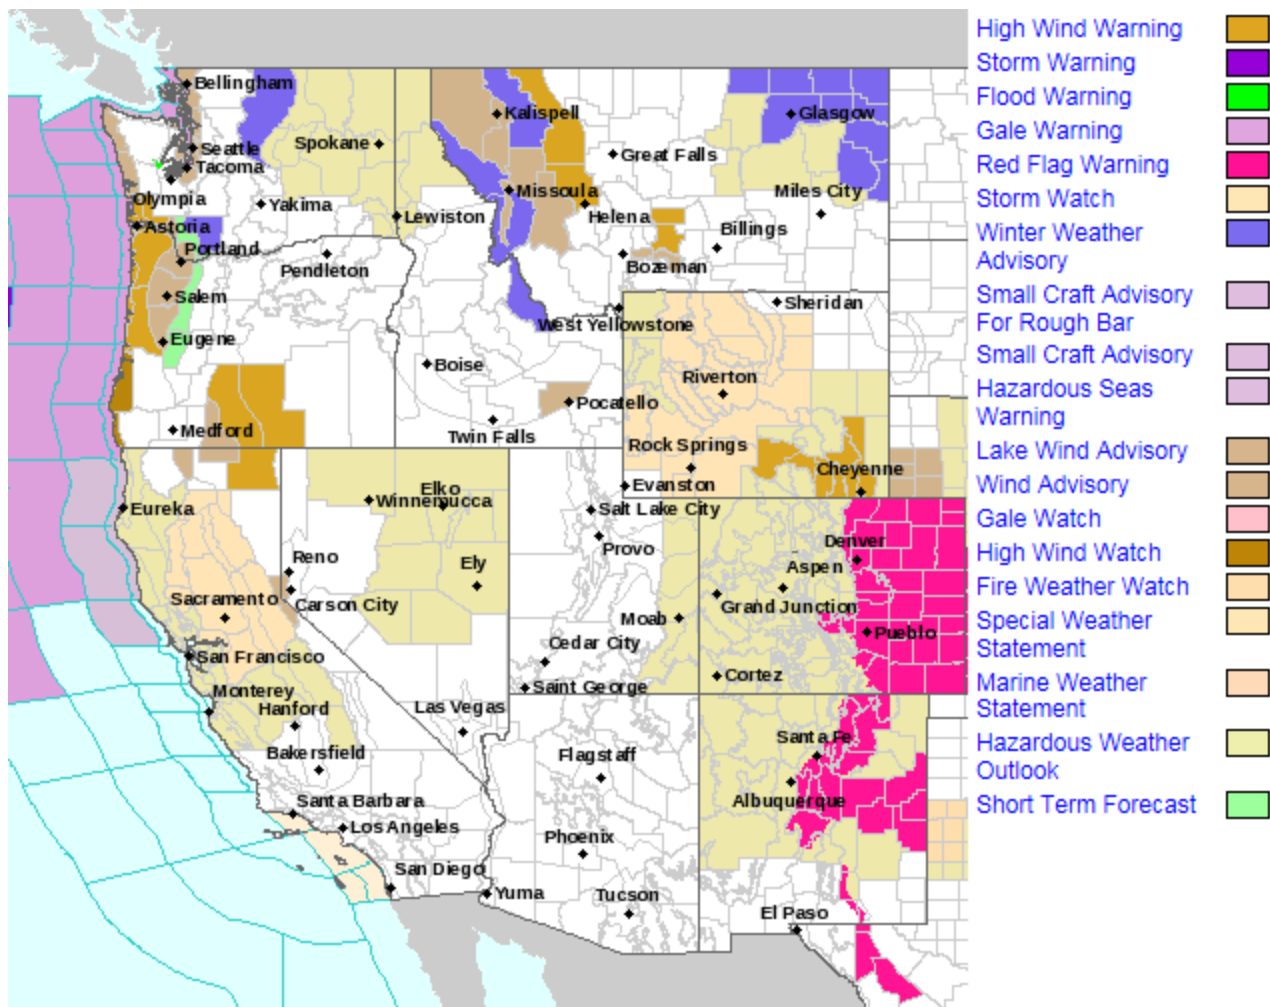 High Wind Warning
Storm Warning
Flood Warning
Gale Warning
Red Flag Warning
Storm Watch
Winter Weather
Advisory
Small Craft Advisory
For Rough Bar
Small Craft Advisory
Hazardous Seas
Warning
Lake Wind Advisory
Wind Advisory
Gale Watch
High Wind Watch
Fire Weather Watch
Special Weather
Statement
Marine Weather
Statement
Hazardous Weather
Outlook
Short Term Forecast
Bellingham
Kalispell
Glasgow
Seattle
Spokane
Great Falls
Tacoma
Olympia
Missoula
Miles City
Yakima
Lewiston
Helena
Astoria
Billings
Portland
Pendleton
Bozeman
Salem
Sheridan
West Yellowstone
Eugene
Boise
Riverton
Pocatello
Medford
Twin Falls
Rock Springs
Cheyenne
Evanston
Elko
Winnemucca
Eureka
Salt Lake City
Denver
Provo
Reno
Ely
Aspen
Sacramento
Carson City
Grand Junction
Moab
Pueblo
Cedar City
San Francisco
Cortez
Saint George
Monterey
Hanford
Las Vegas
Santa Fe
Bakersfield
Flagstaff
Santa Barbara
Albuquerque
Los Angeles
Phoenix
San Diego
Yuma
Tucson
El Paso